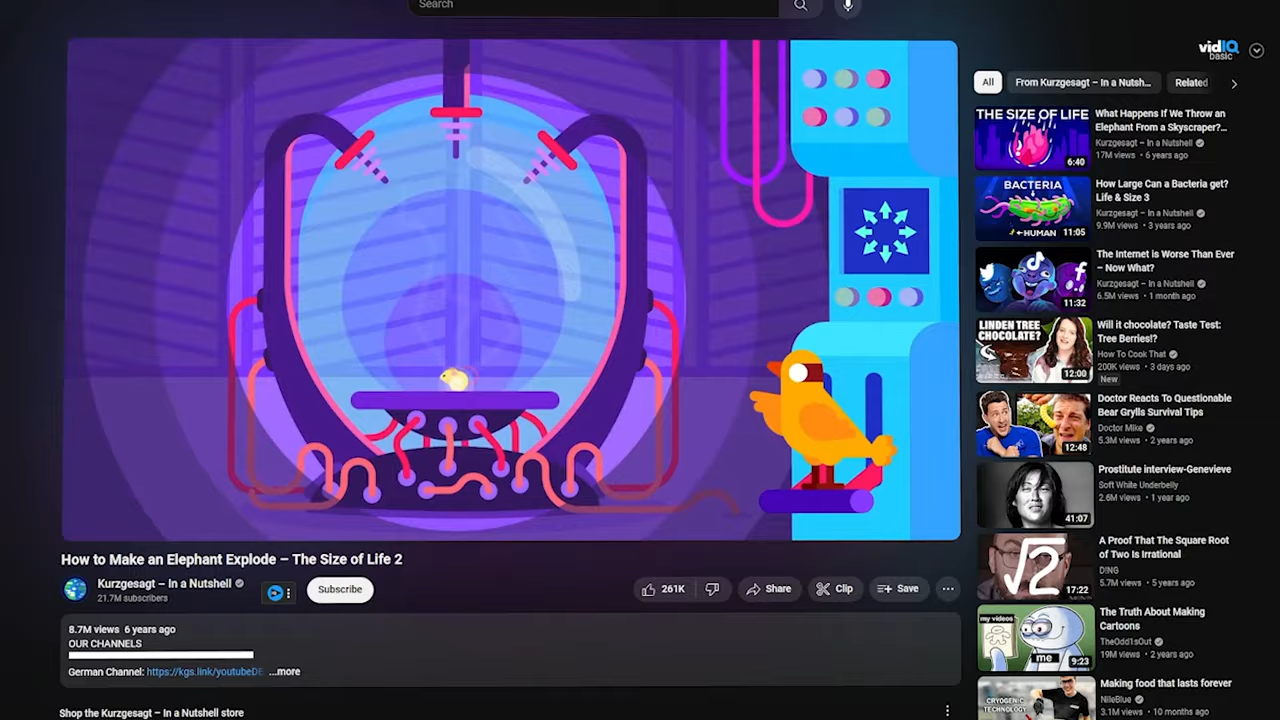 Search
vidIQ
basic
All
From Kurzgesagt – In a Nutsh...
Related
THE SIZE OF LIFE
6:40
What Happens If We Throw an
Elephant From a Skyscraper?...
Kurzgesagt – In a Nutshell
17M views • 6 years ago
BACTERIA
HUMAN
11:05
How Large Can a Bacteria get?
Life & Size 3
Kurzgesagt – In a Nutshell
9.9M views • 3 years ago
11:32
The Internet is Worse Than Ever
– Now What?
Kurzgesagt – In a Nutshell
6.5M views • 1 month ago
LINDEN TREE
CHOCOLATE?
12:00
Will it chocolate? Taste Test:
Tree Berries!?
How To Cook That
200K views • 3 days ago
New
12:48
Doctor Reacts To Questionable
Bear Grylls Survival Tips
Doctor Mike
5.3M views • 2 years ago
41:07
Prostitute interview-Genevieve
Soft White Underbelly
2.6M views • 1 year ago
√2
17:22
A Proof That The Square Root
of Two Is Irrational
D!NG
5.7M views • 5 years ago
my videos
me
9:23
The Truth About Making
Cartoons
TheOdd1sOut
19M views • 2 years ago
CRYOGENIC
TECHNOLOGY
Making food that lasts forever
NileBlue
3.1M views • 10 months ago
How to Make an Elephant Explode – The Size of Life 2
Kurzgesagt – In a Nutshell
21.7M subscribers
Subscribe
261K
Share
Clip
Save
8.7M views 6 years ago
OUR CHANNELS
German Channel: https://kgs.link/youtubeDE ...more
Shop the Kurzgesagt – In a Nutshell store